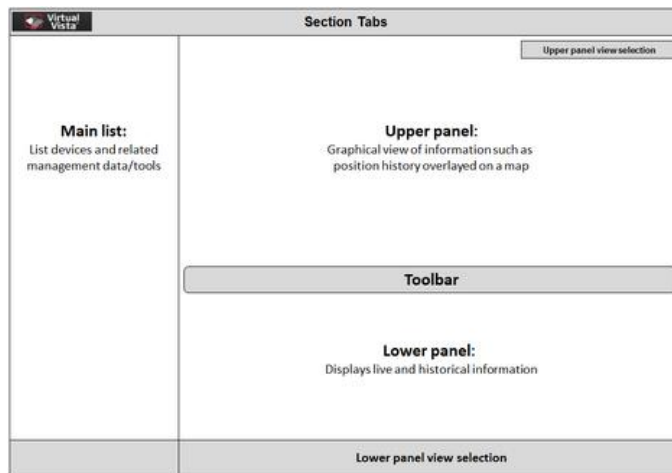 Virtual
Vista
Section Tabs
Upper panel view selection
Main list:
List devices and related
management data/tools
Upper panel:
Graphical view of information such as
position history overlayed on a map
Toolbar
Lower panel:
Displays live and historical information
Lower panel view selection